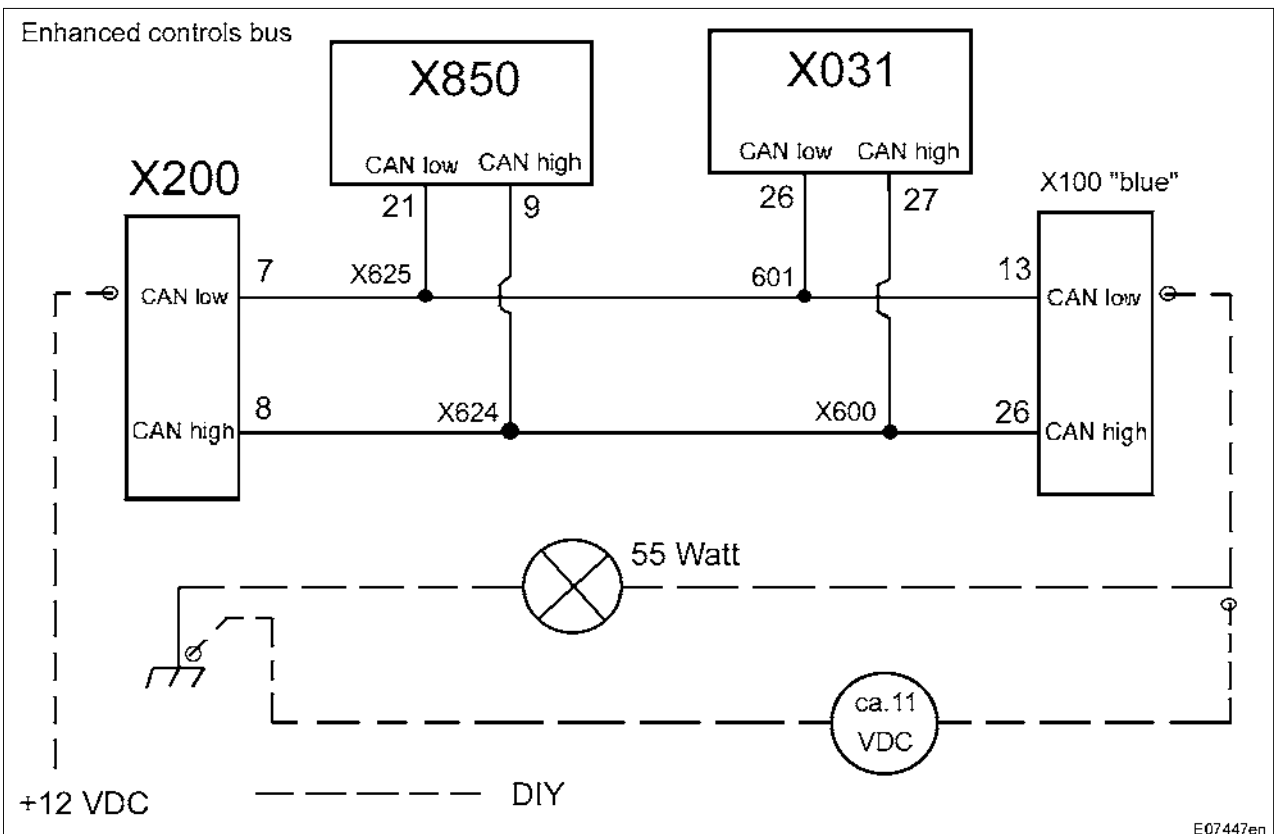 Enhanced controls bus
X850
X031
CAN low CAN high
CAN low CAN high
X200
X100 "blue"
21 9
26 27
7 X625 601 13
CAN low
CAN low
8 X624 X600 26
CAN high
CAN high
55 Watt
ca.11
VDC
+12 VDC
DIY
E07447en